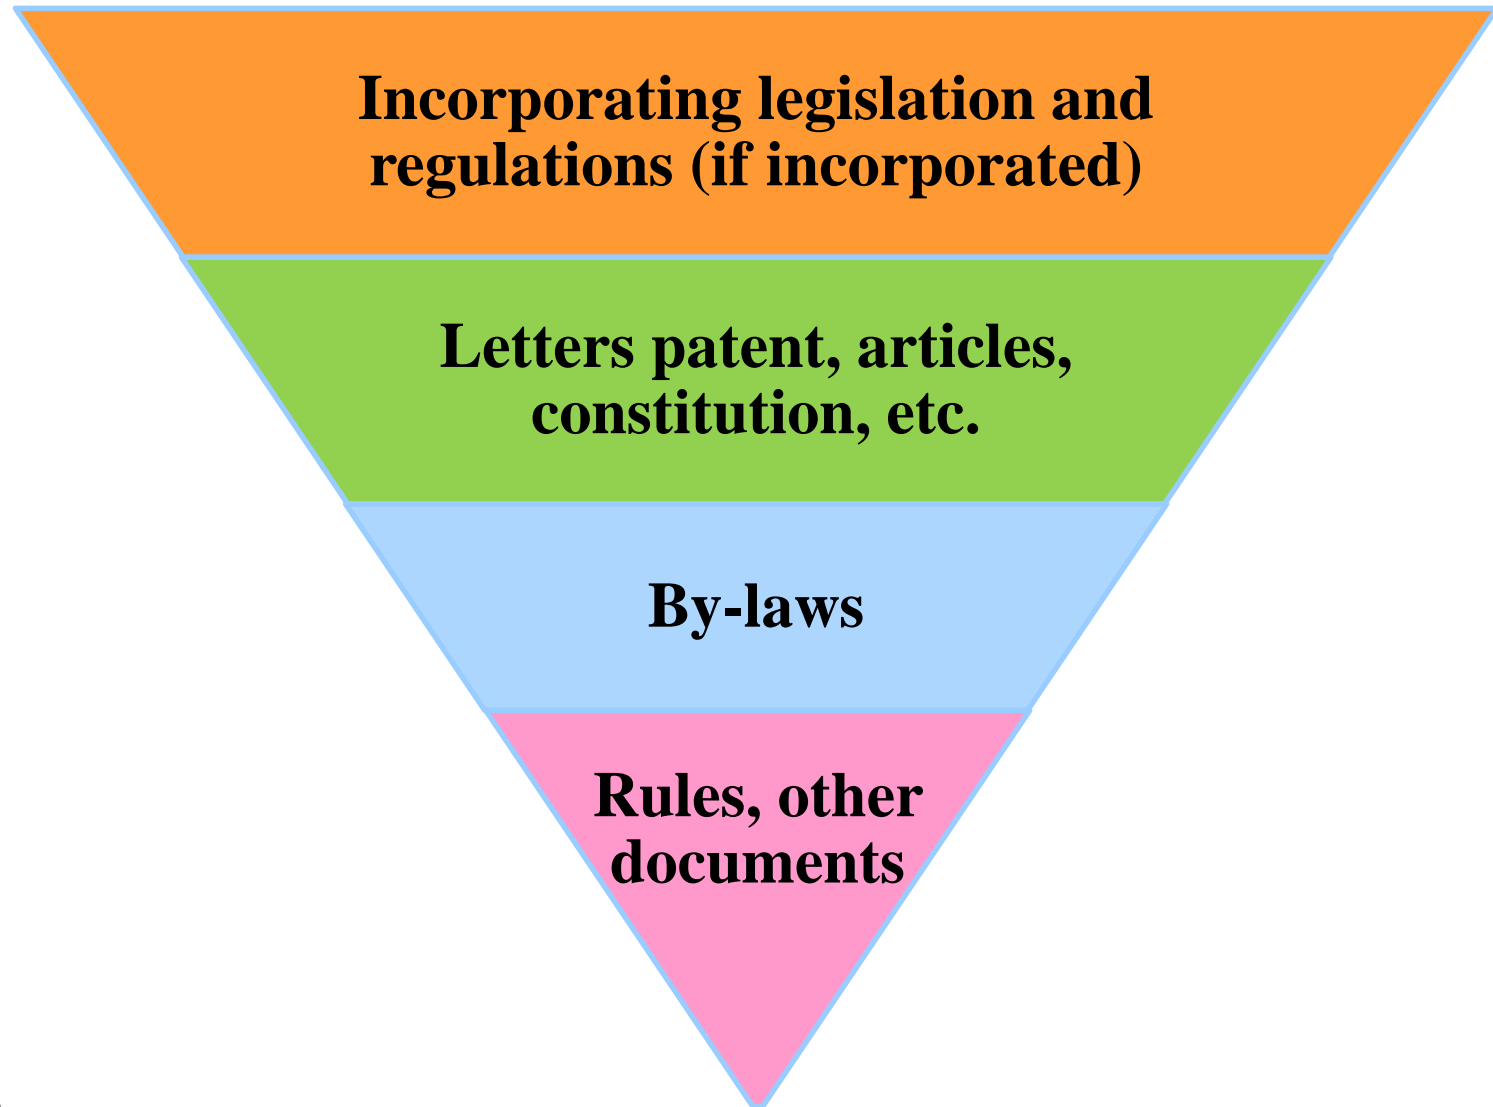 Incorporating legislation and
regulations (if incorporated)
Letters patent, articles,
constitution, etc.
By-laws
Rules, other
documents